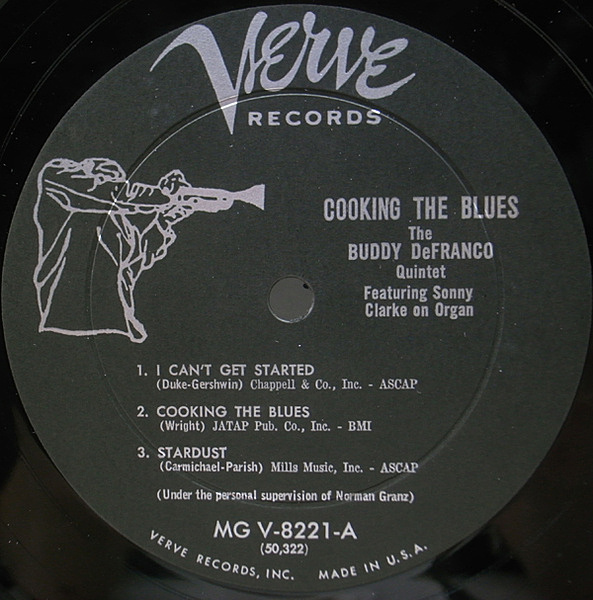 Verve
RECORDS
COOKING THE BLUES
The
BUDDY DeFRANCO
Quintet
Featuring Sonny
Clarke on Organ
1. I CAN'T GET STARTED
(Duke-Gershwin) Chappell & Co., Inc. - ASCAP
2. COOKING THE BLUES
(Wright) JATAP Pub. Co., Inc. - BMI
3. STARDUST
(Carmichael-Parish) Mills Music, Inc. - ASCAP
(Under the personal supervision of Norman Granz)
MG V-8221-A
(50,322)
VERVE RECORDS, INC. MADE IN U.S.A.